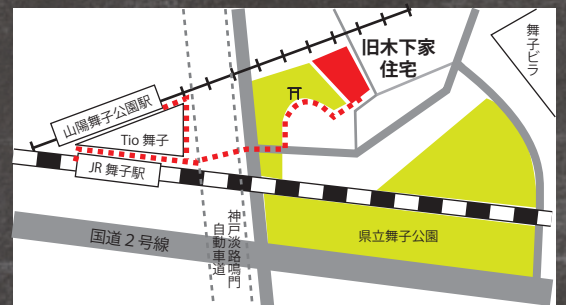 旧木下家
住宅
舞子ビラ
山陽舞子公園駅
Tio 舞子
JR 舞子駅
国道２号線
神戸淡路鳴門
自動車道
県立舞子公園